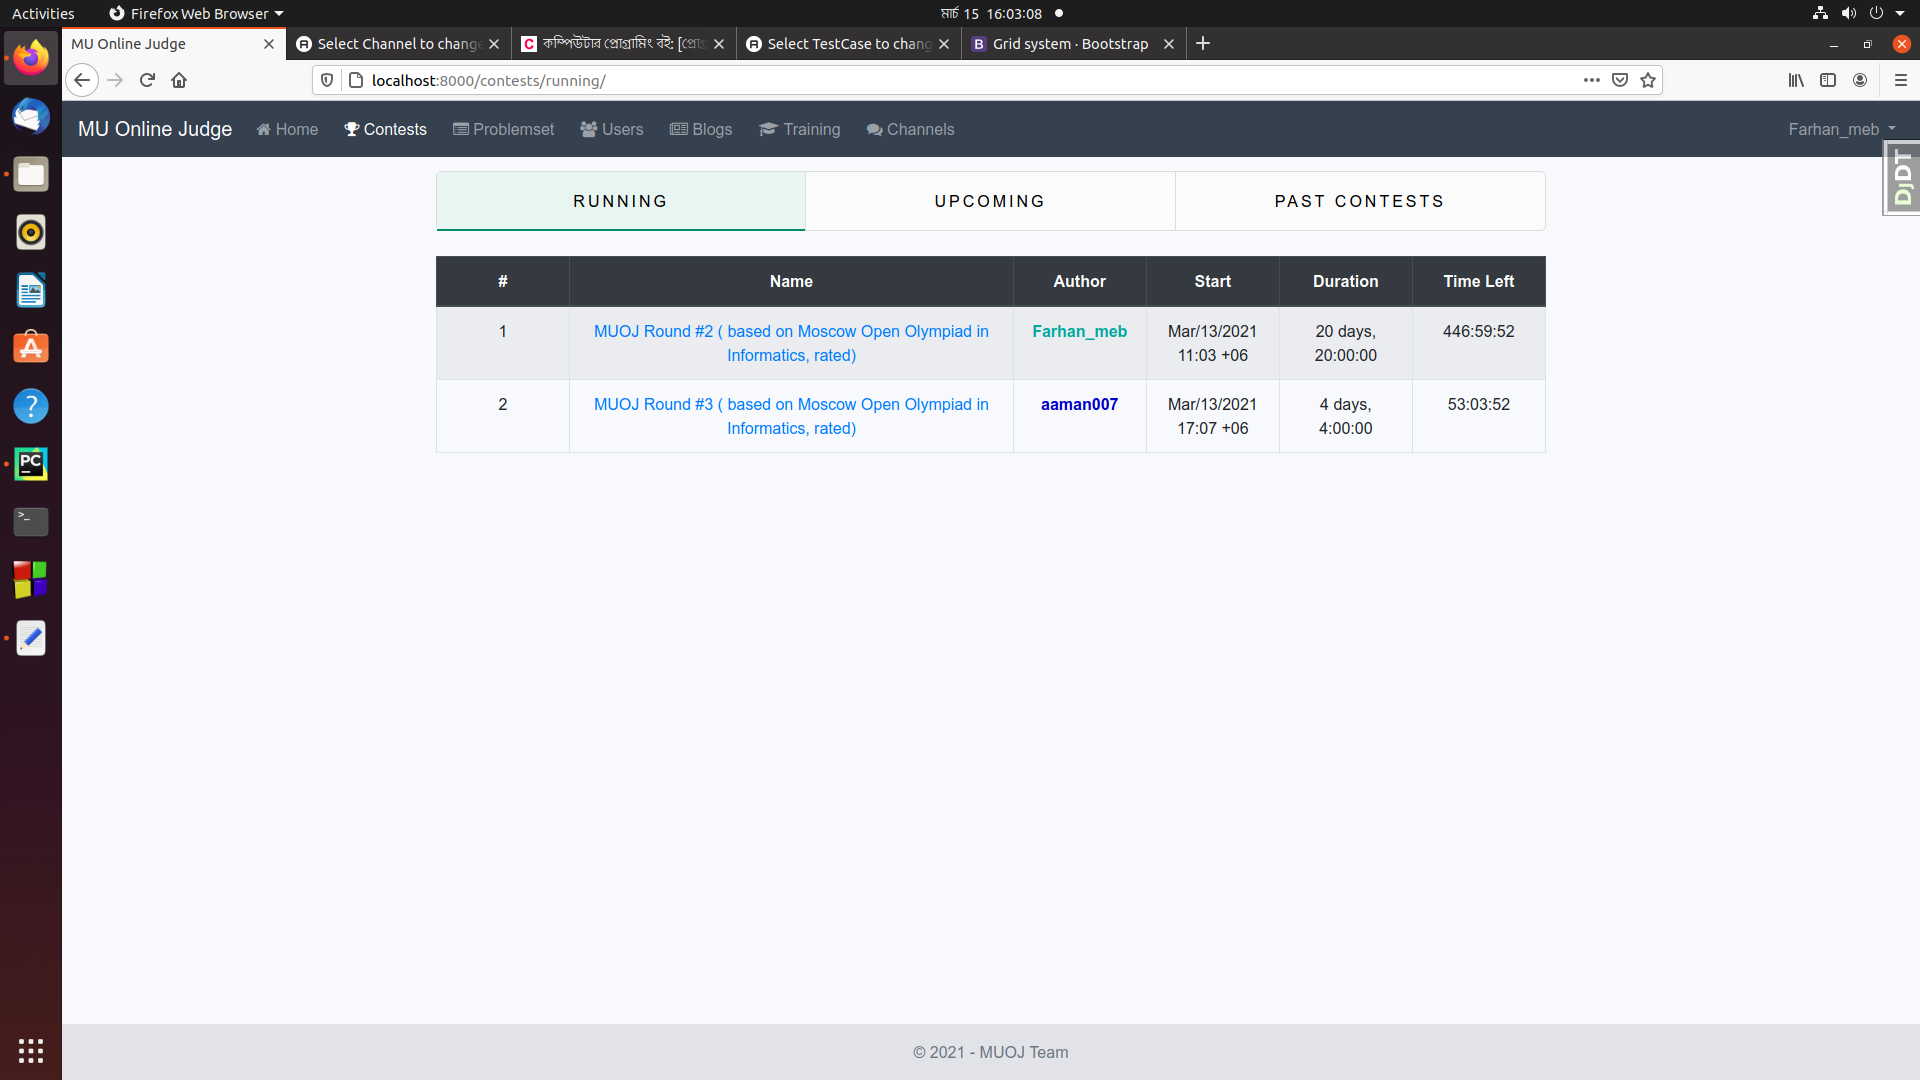 Activities
Firefox Web Browser
মার্চ 15 16:03:08
MU Online Judge
Select Channel to change
কম্পিউটার প্রোগ্রামিং বই: [প্রোগ্র
Select TestCase to chang
Grid system · Bootstrap
localhost:8000/contests/running/
MU Online Judge
Home
Contests
Problemset
Users
Blogs
Training
Channels
Farhan_meb
DjDT
RUNNING
UPCOMING
PAST CONTESTS
# Name Author Start Duration Time Left
1 MUOJ Round #2 ( based on Moscow Open Olympiad in Farhan_meb Mar/13/2021 20 days, 446:59:52
Informatics, rated) 11:03 +06 20:00:00
2 MUOJ Round #3 ( based on Moscow Open Olympiad in aaman007 Mar/13/2021 4 days, 53:03:52
Informatics, rated) 17:07 +06 4:00:00
© 2021 - MUOJ Team